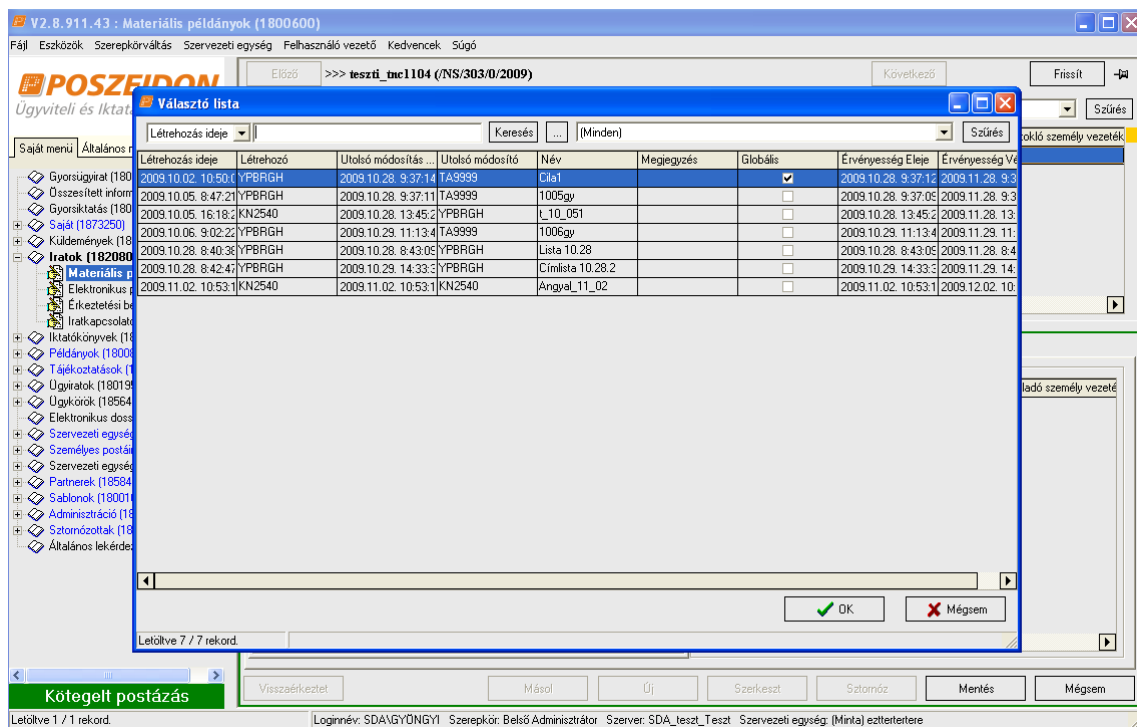 V2.8.911.43 : Materiális példányok (1800600)
Fájl Eszközök Szerepkörváltás Szervezeti egység Felhasználó vezető Kedvencek Súgó
POSZEIDON
Ügyviteli és Iktat
Előző >>> teszti_tnc1104 (/NS/303/0/2009) Következő Frissít
Szűrés
Saját menü Általános
Gyorsügyirat (180
Összesített inform
Gyorsiktatás (180
Saját (1873250)
Küldemények (18
Iratok (182080
Materiális p
Elektronikus p
Érkeztetési be
Iratkapcsolato
Iktatókönyvek (18
Példányok (18008
Tájékoztatások (1
Ügyiratok (180195
Ügykörök (18564
Elektronikus doss
Szervezeti egység
Személyes postái
Szervezeti egység
Partnerek (18584
Sablonok (180010
Adminisztráció (18
Sztornózottak (18
Általános lekérdez
Választó lista
Létrehozás ideje Keresés ... (Minden) Szűrés
Létrehozás ideje Létrehozó Utolsó módosítás ... Utolsó módosító Név Megjegyzés Globális Érvényesség Eleje Érvényesség Vé
2009.10.02. 10:50:0 YPBRGH 2009.10.28. 9:37:14 TA9999 Cila1 2009.10.28. 9:37:12 2009.11.28. 9:3
2009.10.05. 8:47:21 YPBRGH 2009.10.28. 9:37:11 TA9999 1005gy 2009.10.28. 9:37:09 2009.11.28. 9:3
2009.10.05. 16:18:2 KN2540 2009.10.28. 13:45:2 YPBRGH t_10_051 2009.10.28. 13:45:2 2009.11.28. 13:
2009.10.06. 9:02:22 YPBRGH 2009.10.29. 11:13:4 TA9999 1006gy 2009.10.29. 11:13:4 2009.11.29. 11:
2009.10.28. 8:40:38 YPBRGH 2009.10.28. 8:43:09 YPBRGH Lista 10.28 2009.10.28. 8:43:09 2009.11.28. 8:4
2009.10.28. 8:42:47 YPBRGH 2009.10.29. 14:33:3 YPBRGH Címlista 10.28.2 2009.10.29. 14:33:3 2009.11.29. 14:
2009.11.02. 10:53:1 KN2540 2009.11.02. 10:53:1 KN2540 Angyal_11_02 2009.11.02. 10:53:1 2009.12.02. 10:
OK Mégsem
Letöltve 7 / 7 rekord.
okló személy vezeték
ladó személy vezeté
Kötegelt postázás
Visszaérkeztet Másol Új Szerkeszt Sztornóz Mentés Mégsem
Letöltve 1 / 1 rekord. Loginnév: SDA\GYÖNGYI Szerepkör: Belső Adminisztrátor Szerver: SDA_teszt_Teszt Szervezeti egység: (Minta) ezttertertere